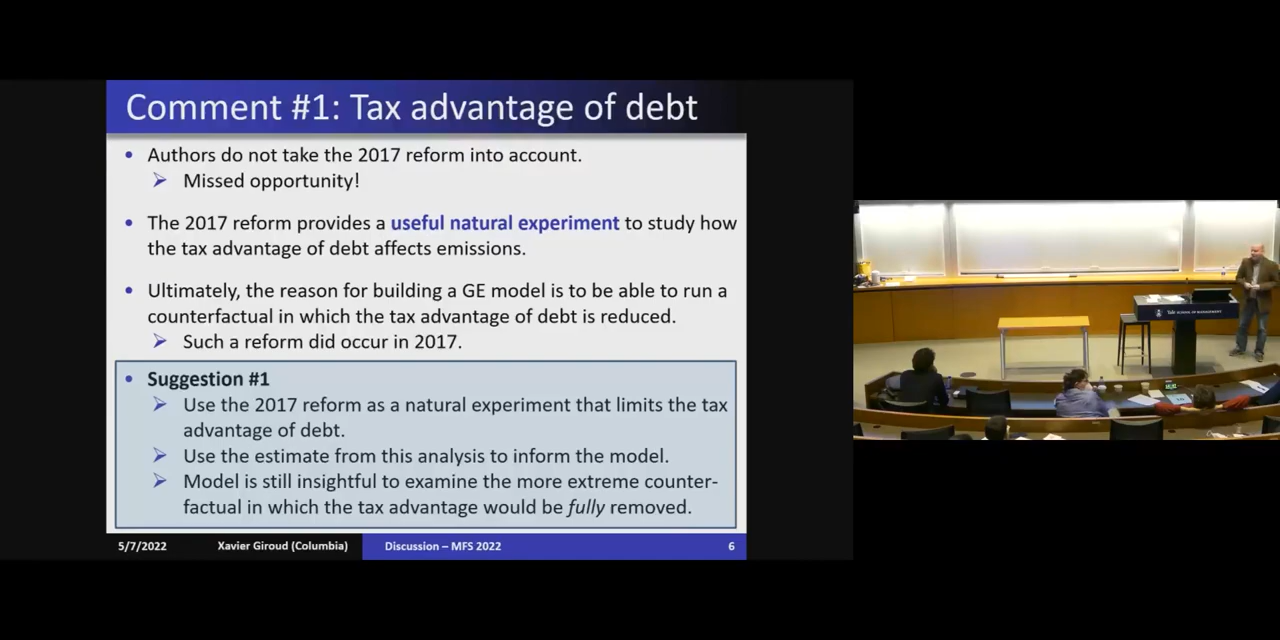 Comment #1: Tax advantage of debt
• Authors do not take the 2017 reform into account.
➢ Missed opportunity!
• The 2017 reform provides a useful natural experiment to study how
the tax advantage of debt affects emissions.
• Ultimately, the reason for building a GE model is to be able to run a
counterfactual in which the tax advantage of debt is reduced.
➢ Such a reform did occur in 2017.
• Suggestion #1
➢ Use the 2017 reform as a natural experiment that limits the tax
advantage of debt.
➢ Use the estimate from this analysis to inform the model.
➢ Model is still insightful to examine the more extreme counter-
factual in which the tax advantage would be fully removed.
5/7/2022 Xavier Giroud (Columbia) Discussion – MFS 2022 6
Yale SCHOOL OF MANAGEMENT